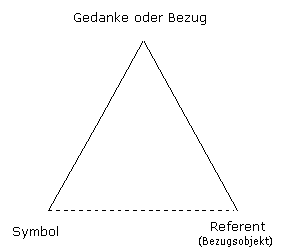 Gedanke oder Bezug
Symbol
Referent
(Bezugsobjekt)